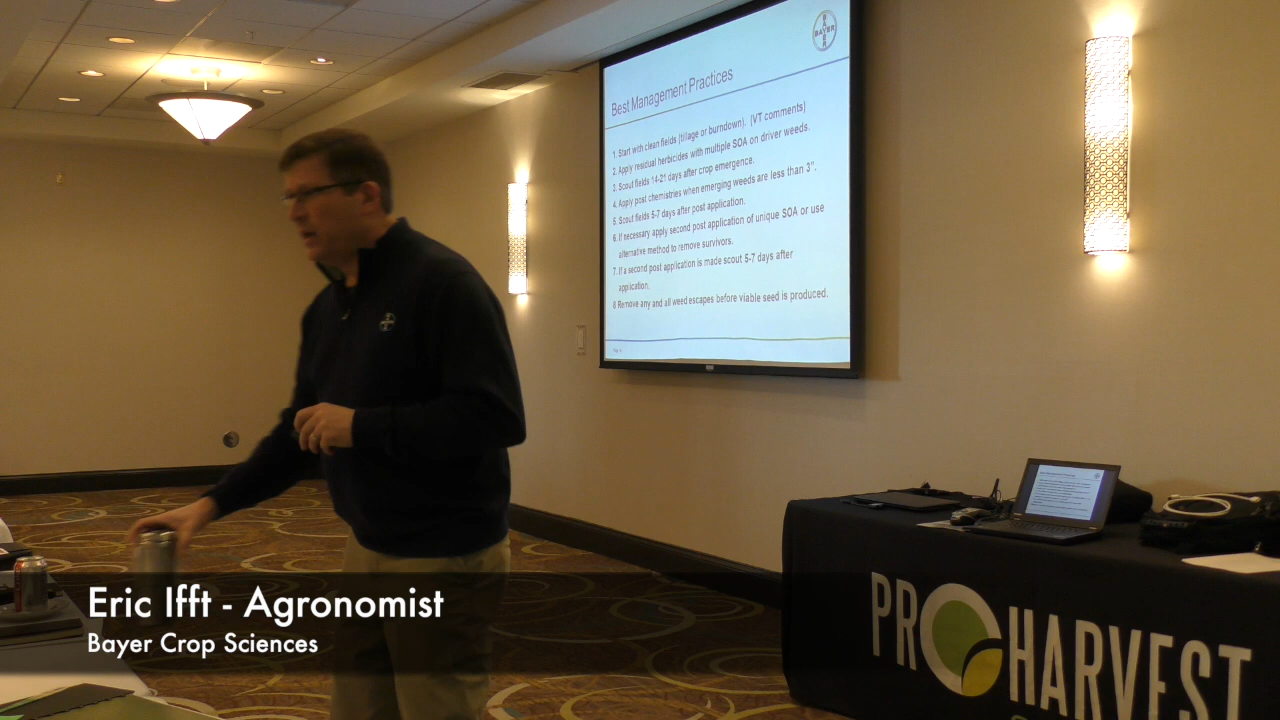 BAYER
Best Management Practices
1. Start with clean fields (tillage or burndown). (VT comments)
2. Apply residual herbicides with multiple SOA on driver weeds.
3. Scout fields 14-21 days after crop emergence.
4. Apply post chemistries when emerging weeds are less than 3".
5. Scout fields 5-7 days after post application.
6. If necessary apply second post application of unique SOA or use
alternative method to remove survivors.
7. If a second post application is made scout 5-7 days after
application.
8 Remove any and all weed escapes before viable seed is produced.
Eric Ifft - Agronomist
Bayer Crop Sciences
PROHARVEST